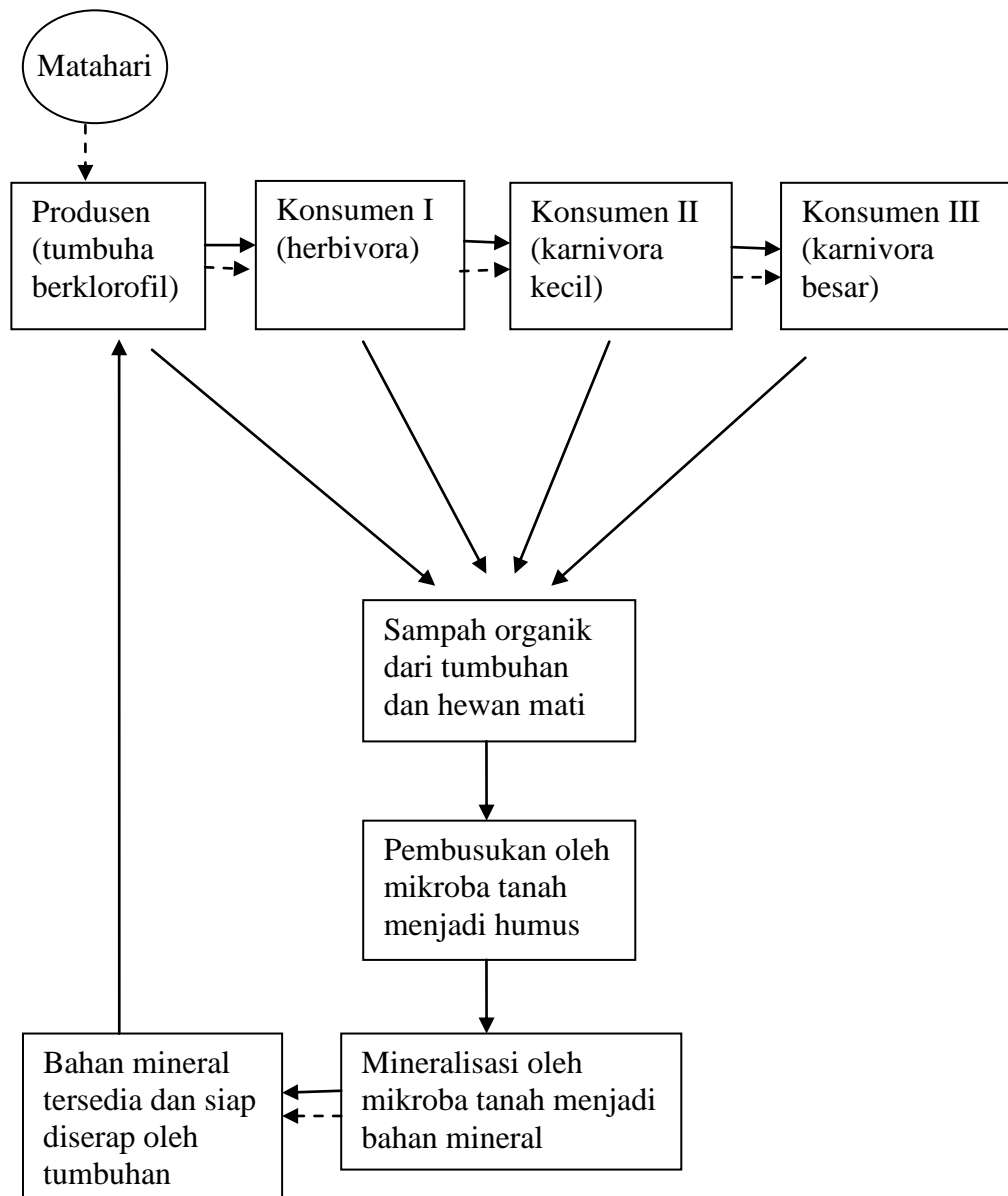 Matahari
Produsen
(tumbuha
berklorofil)
Konsumen I
(herbivora)
Konsumen II
(karnivora
kecil)
Konsumen III
(karnivora
besar)
Sampah organik
dari tumbuhan
dan hewan mati
Pembusukan oleh
mikroba tanah
menjadi humus
Bahan mineral
tersedia dan siap
diserap oleh
tumbuhan
Mineralisasi oleh
mikroba tanah menjadi
bahan mineral